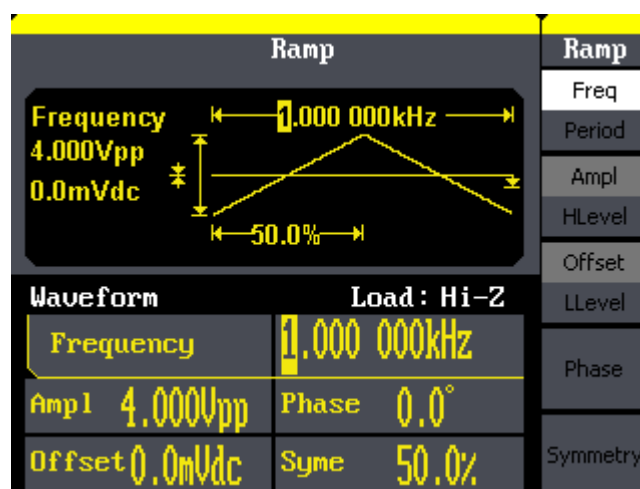 Ramp
Frequency
1.000 000kHz
4.000Vpp
0.0mVdc
50.0%
Waveform Load: Hi-Z
Frequency 1.000 000kHz
Ampl 4.000Vpp Phase 0.0°
Offset 0.0mVdc Syme 50.0%
Ramp
Freq
Period
Ampl
HLevel
Offset
LLevel
Phase
Symmetry